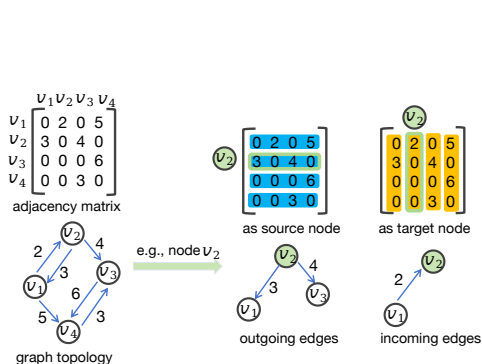 v₁ v₂ v₃ v₄
v₁ 0 2 0 5
v₂ 3 0 4 0
v₃ 0 0 0 6
v₄ 0 0 3 0
adjacency matrix
v₂
0 2 0 5
3 0 4 0
0 0 0 6
0 0 3 0
as source node
v₂
0 2 0 5
3 0 4 0
0 0 0 6
0 0 3 0
as target node
v₂
2
4
3
v₁
v₃
6
5
3
v₄
graph topology
e.g., node v₂
v₂
4
3
v₁
v₃
outgoing edges
v₂
2
v₁
incoming edges